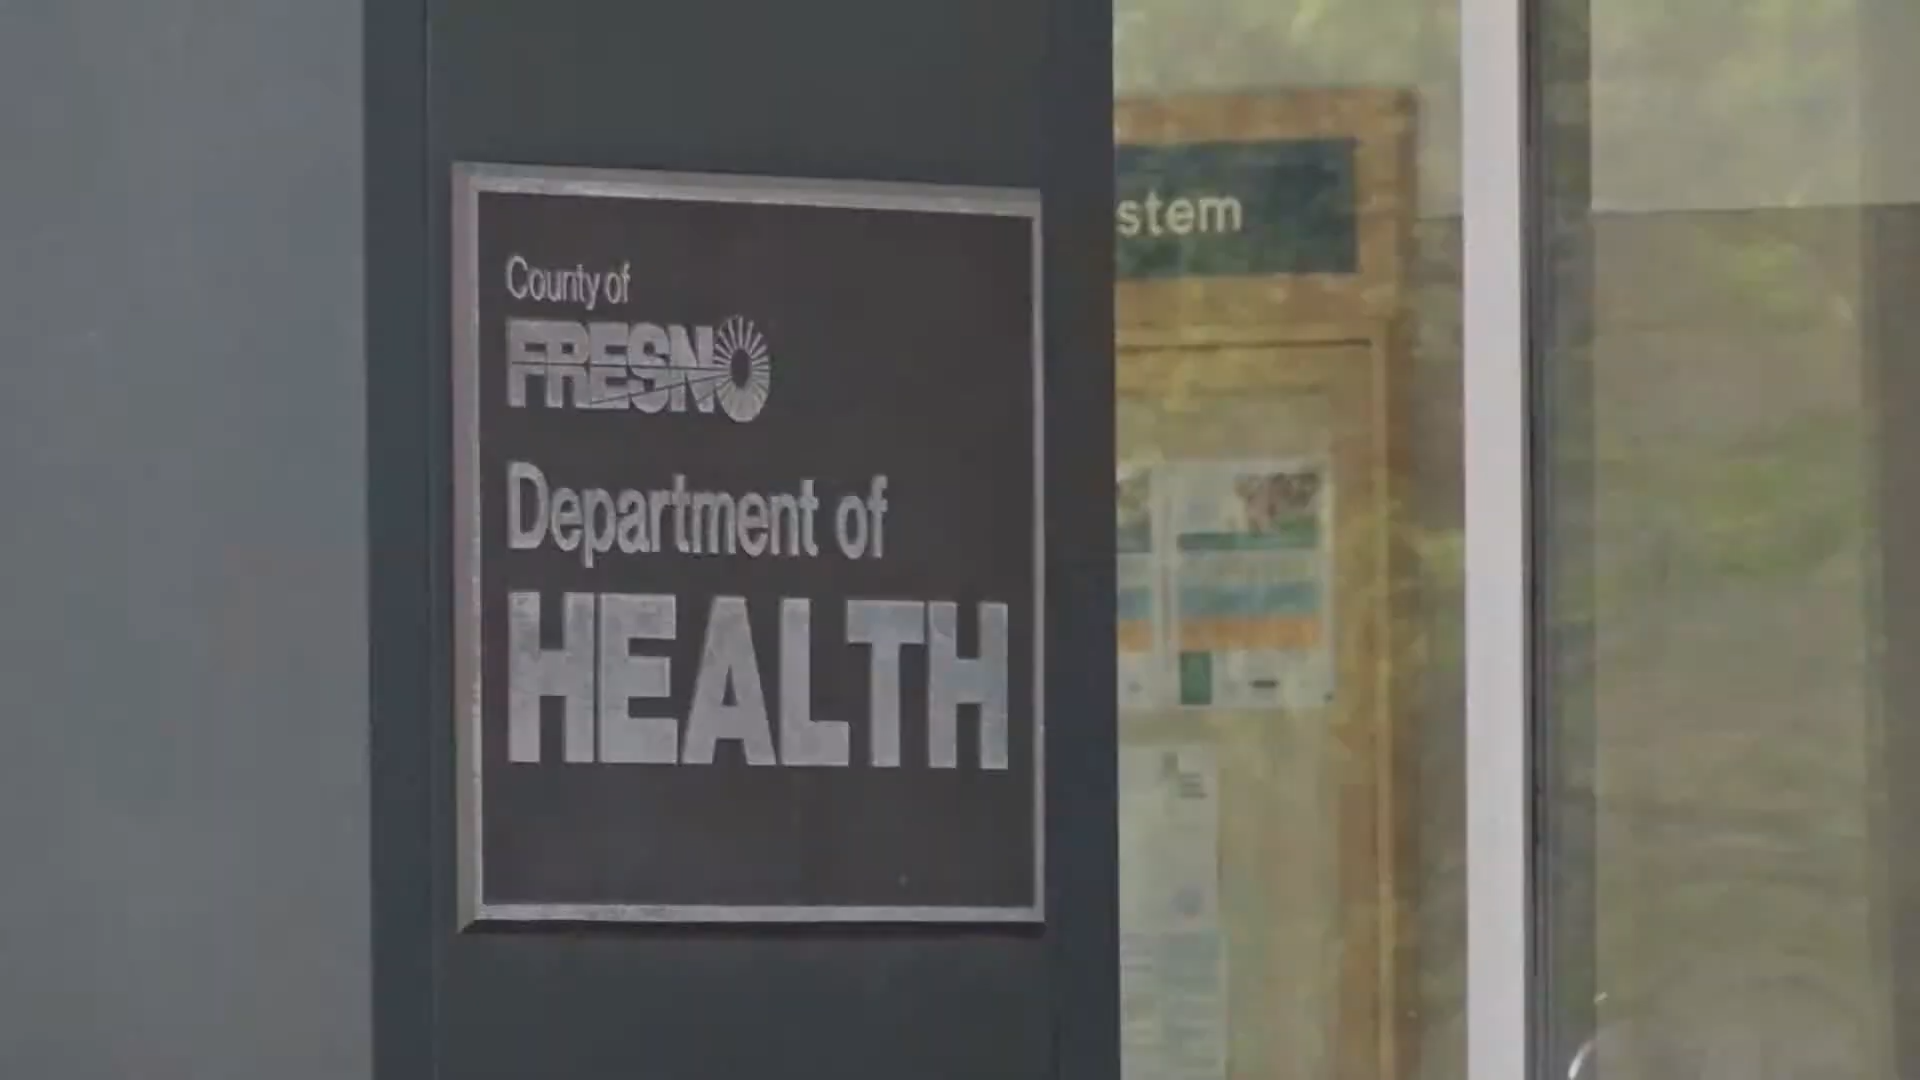 County of
FRESNO
Department of
HEALTH
stem